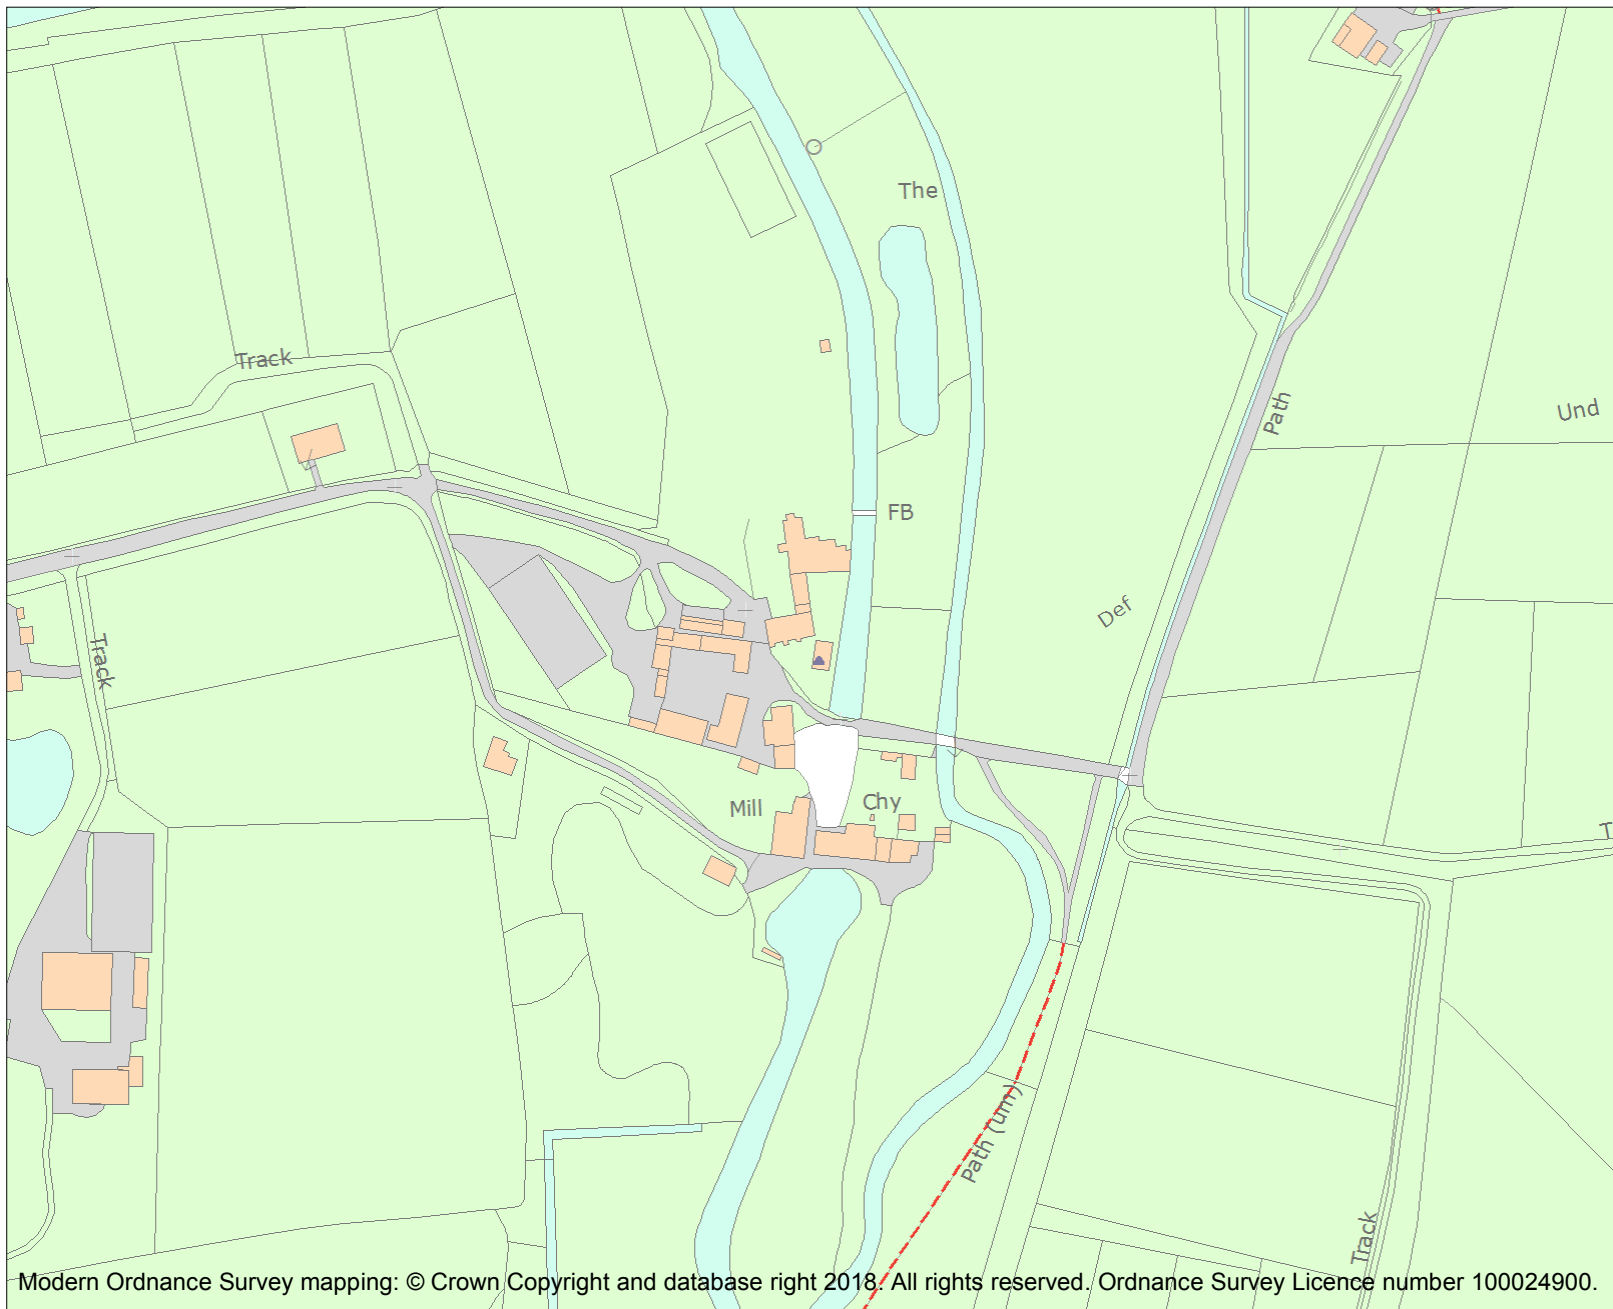 The
Track
Path
Und
FB
Def
Track
Mill
Chy
T
Path (um)
Track
Modern Ordnance Survey mapping: © Crown Copyright and database right 2018. All rights reserved. Ordnance Survey Licence number 100024900.